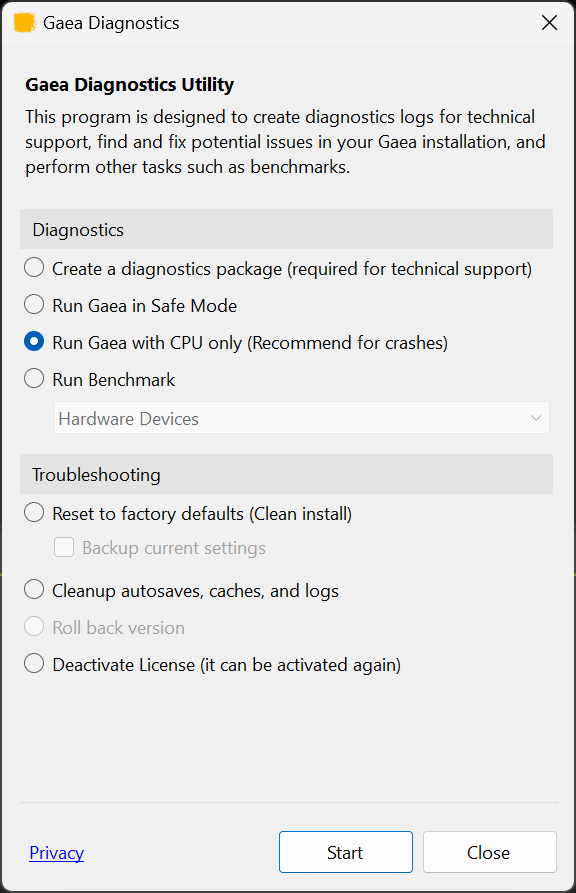 Gaea Diagnostics
Gaea Diagnostics Utility
This program is designed to create diagnostics logs for technical
support, find and fix potential issues in your Gaea installation, and
perform other tasks such as benchmarks.
Diagnostics
Create a diagnostics package (required for technical support)
Run Gaea in Safe Mode
Run Gaea with CPU only (Recommend for crashes)
Run Benchmark
Hardware Devices
Troubleshooting
Reset to factory defaults (Clean install)
Backup current settings
Cleanup autosaves, caches, and logs
Roll back version
Deactivate License (it can be activated again)
Privacy
Start
Close